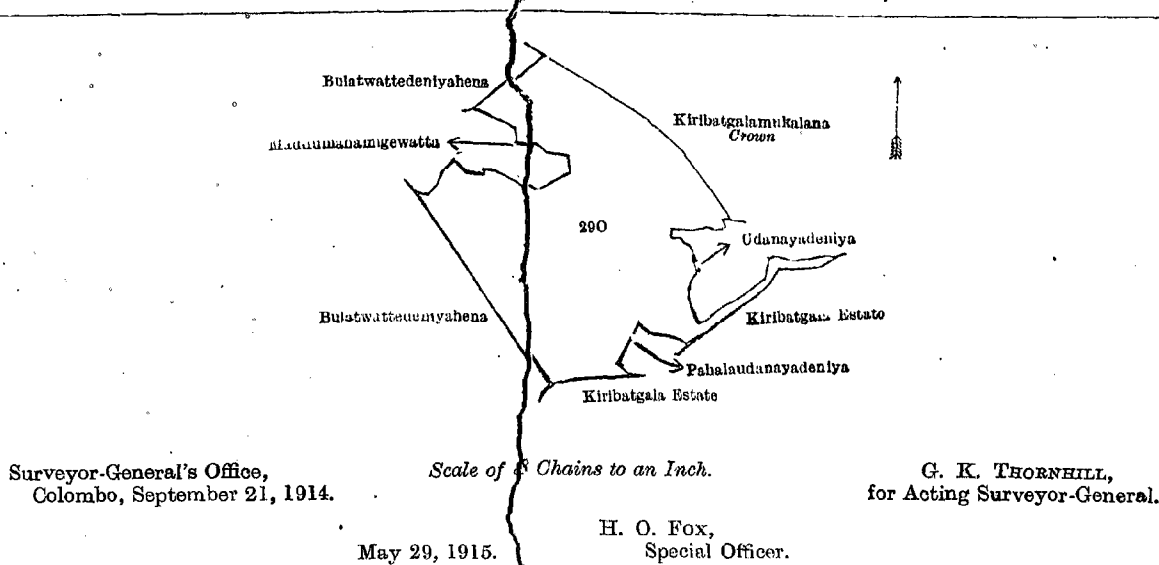 Bulatwattedeniyahena
Kiribatgalamukalana
Crown
290
Udanayadeniya
Kiribatgala Estate
Pahalaudanayadeniya
Kiribatgala Estate
Surveyor-General's Office,
Colombo, September 21, 1914.
Scale of 8 Chains to an Inch.
G. K. THORNHILL,
for Acting Surveyor-General.
H. O. Fox,
Special Officer.
May 29, 1915.